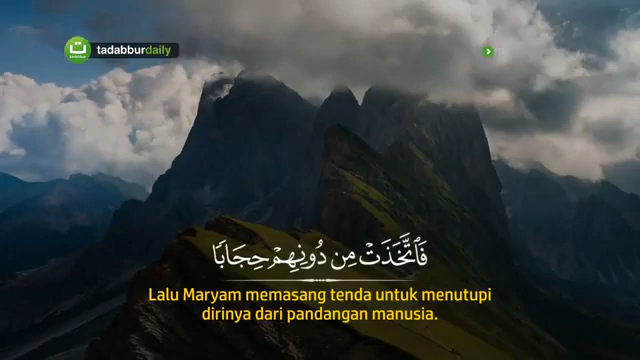 tadabburdaily
فَٱتَّخَذَتْ مِن دُونِهِمْ حِجَابًا
Lalu Maryam memasang tenda untuk menutupi
dirinya dari pandangan manusia.